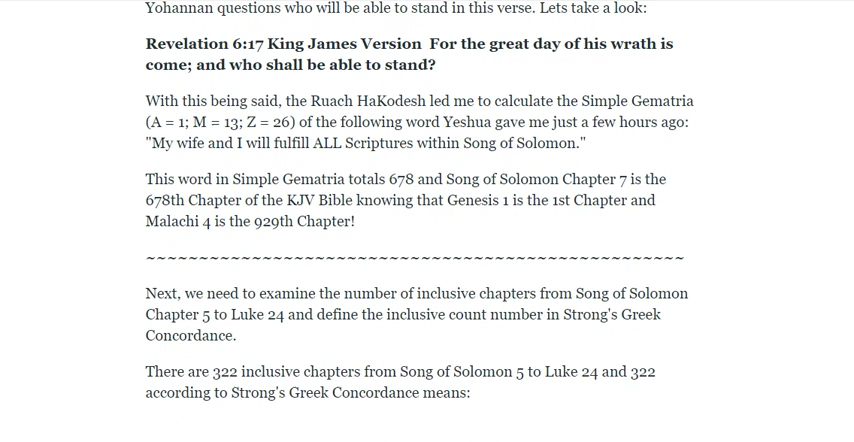 Yohannan questions who will be able to stand in this verse. Lets take a look:
Revelation 6:17 King James Version  For the great day of his wrath is
come; and who shall be able to stand?
With this being said, the Ruach HaKodesh led me to calculate the Simple Gematria
(A = 1; M = 13; Z = 26) of the following word Yeshua gave me just a few hours ago:
"My wife and I will fulfill ALL Scriptures within Song of Solomon."
This word in Simple Gematria totals 678 and Song of Solomon Chapter 7 is the
678th Chapter of the KJV Bible knowing that Genesis 1 is the 1st Chapter and
Malachi 4 is the 929th Chapter!
~~~~~~~~~~~~~~~~~~~~~~~~~~~~~~~~~~~~~~~~~~~~~~~~~~~
Next, we need to examine the number of inclusive chapters from Song of Solomon
Chapter 5 to Luke 24 and define the inclusive count number in Strong's Greek
Concordance.
There are 322 inclusive chapters from Song of Solomon 5 to Luke 24 and 322
according to Strong's Greek Concordance means: